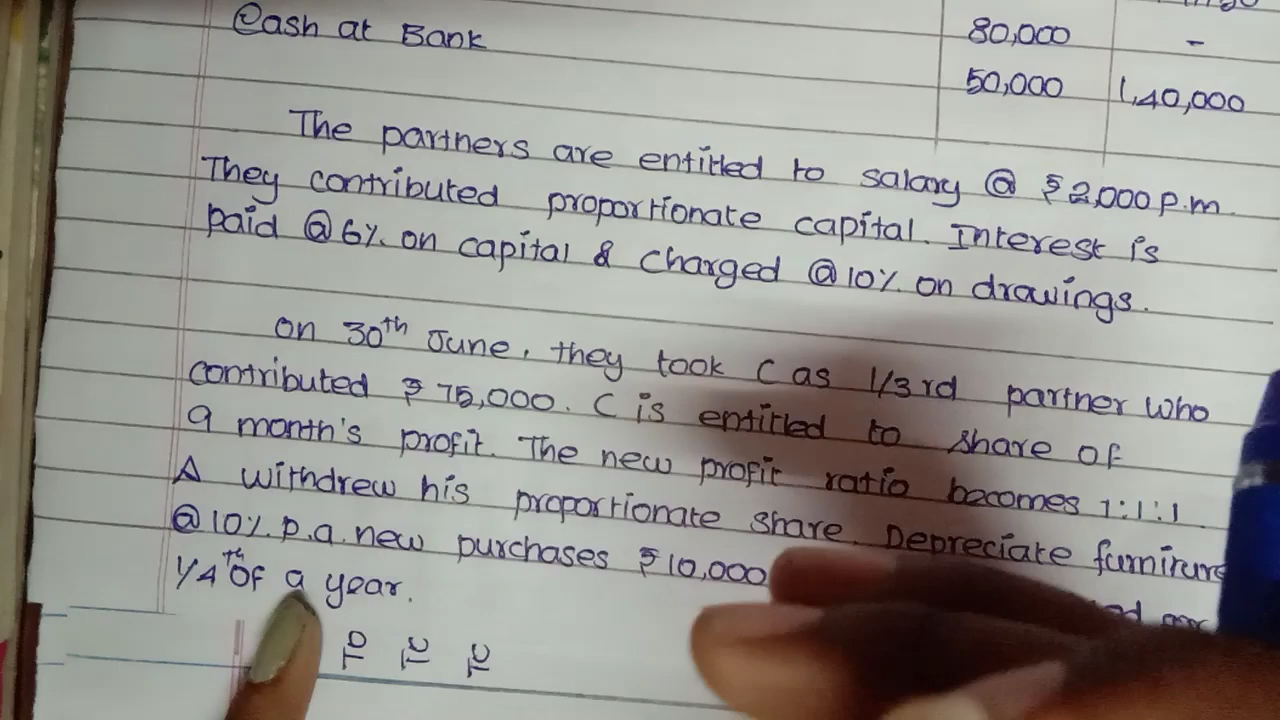 Cash at Bank 80,000 -
50,000 1,40,000
The partners are entitled to salary @ ₹2,000 p.m.
They contributed proportionate capital. Interest is
paid @ 6% on capital & charged @ 10% on drawings.
On 30th June, they took C as 1/3rd partner who
contributed ₹ 75,000. C is entitled to share of
9 month's profit. The new profit ratio becomes 1:1:1.
A withdrew his proportionate share. Depreciate furniture
@ 10% p.a. new purchases ₹10,000
1/4th of a year.